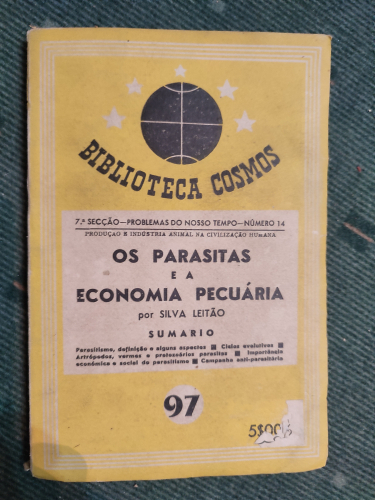 BIBLIOTECA COSMOS
7.ª SECÇÃO—PROBLEMAS DO NOSSO TEMPO—NÚMERO 14
PRODUÇÃO E INDÚSTRIA ANIMAL NA CIVILIZAÇÃO HUMANA
OS PARASITAS
E A
ECONOMIA PECUÁRIA
por SILVA LEITÃO
SUMARIO
Parasitismo, definição e alguns aspectos ■ Ciclos evolutivos ■
Artrópodos, vermes e protozoários parasitas ■ Importância
económica e social do parasitismo ■ Campanha anti-parasitária
97